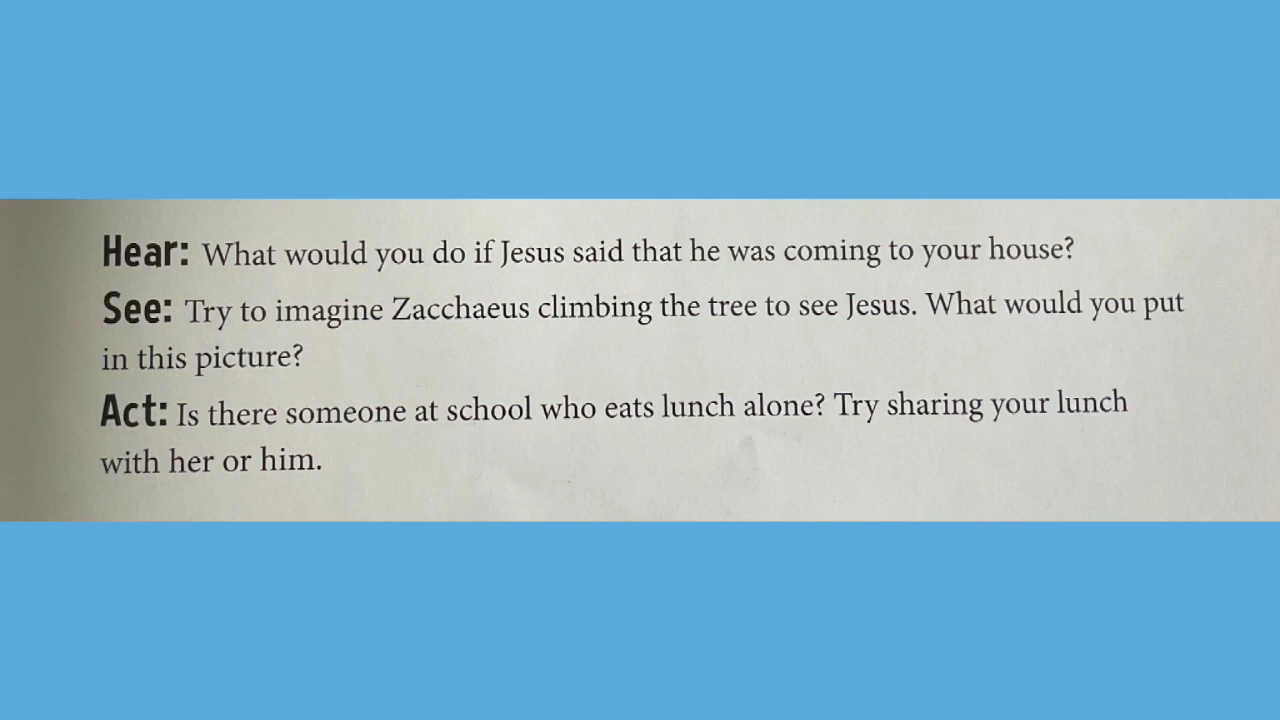 Hear: What would you do if Jesus said that he was coming to your house?
See: Try to imagine Zacchaeus climbing the tree to see Jesus. What would you put
in this picture?
Act: Is there someone at school who eats lunch alone? Try sharing your lunch
with her or him.